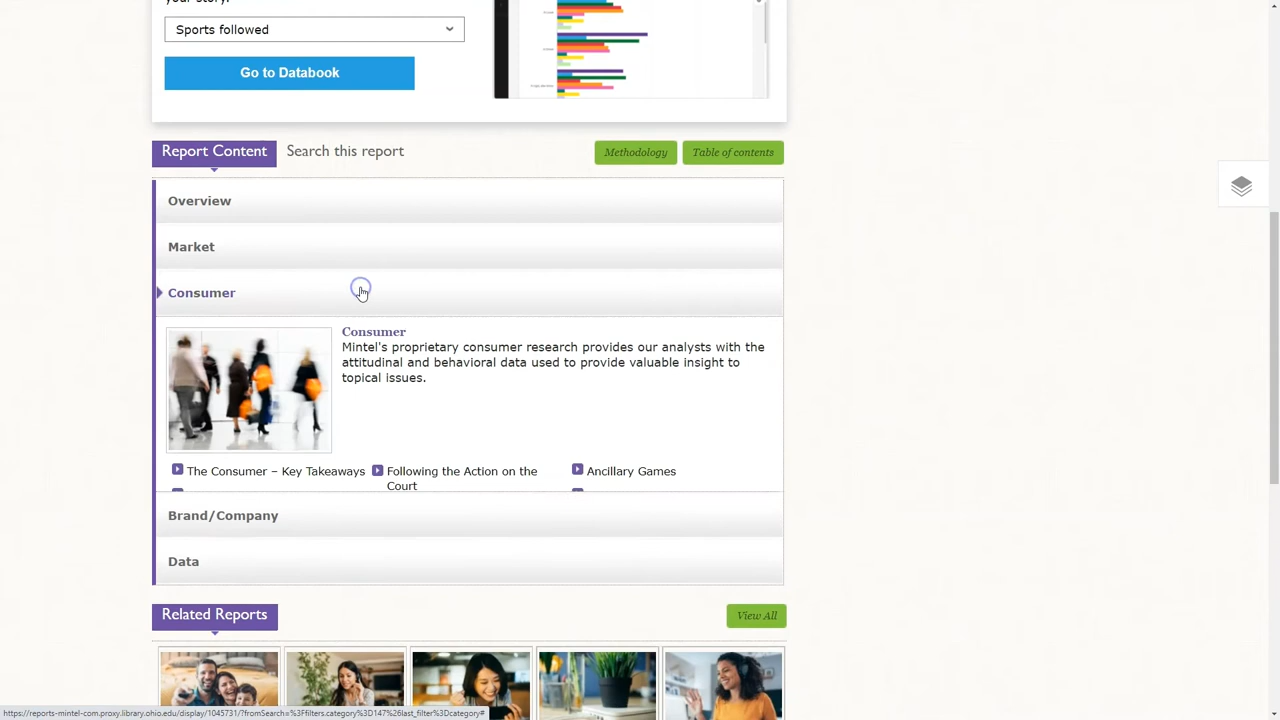 your story.
Sports followed
Go to Databook
Report Content
Search this report
Methodology
Table of contents
Overview
Market
Consumer
Consumer
Mintel's proprietary consumer research provides our analysts with the
attitudinal and behavioral data used to provide valuable insight to
topical issues.
The Consumer – Key Takeaways
Following the Action on the
Court
Ancillary Games
Brand/Company
Data
Related Reports
View All
https://reports-mintel-com.proxy.library.ohio.edu/display/1045731/?fromSearch=%3Ffilters.category%3D147%26last_filter%3Dcategory#